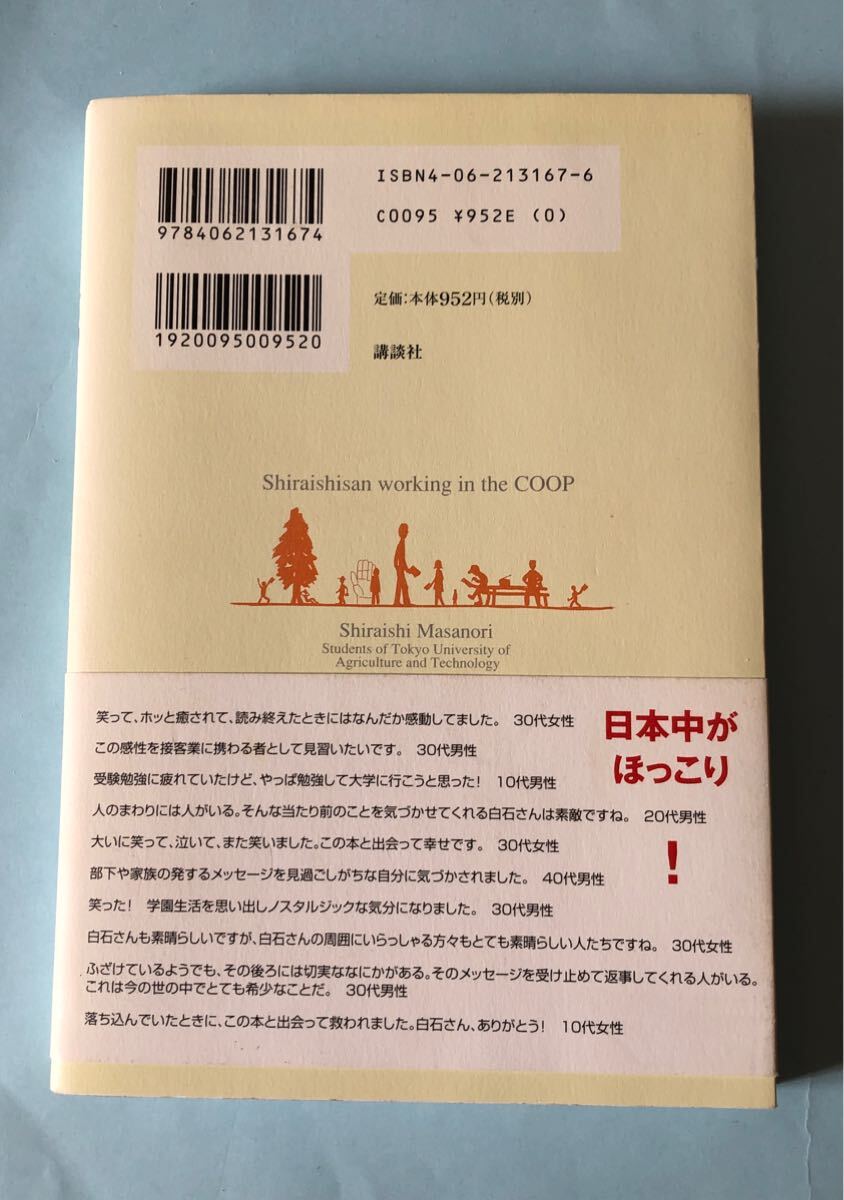 ISBN4-06-213167-6
9784062131674
C0095 ¥952E (0)
1920095009520
定価:本体952円(税別)
講談社
Shiraishisan working in the COOP
Shiraishi Masanori
Students of Tokyo University of
Agriculture and Technology
日本中が
ほっこり
!
笑って、ホッと癒されて、読み終えたときにはなんだか感動してました。 30代女性
この感性を接客業に携わる者として見習いたいです。 30代男性
受験勉強に疲れていたけど、やっぱ勉強して大学に行こうと思った! 10代男性
人のまわりには人がいる。そんな当たり前のことを気づかせてくれる白石さんは素敵ですね。 20代男性
大いに笑って、泣いて、また笑いました。この本と出会って幸せです。 30代女性
部下や家族の発するメッセージを見過ごしがちな自分に気づかされました。 40代男性
笑った! 学園生活を思い出しノスタルジックな気分になりました。 30代男性
白石さんも素晴らしいですが、白石さんの周囲にいらっしゃる方々もとても素晴らしい人たちですね。 30代女性
ふざけているようでも、その後ろには切実ななにかがある。そのメッセージを受け止めて返事してくれる人がいる。
これは今の世の中でとても希少なことだ。 30代男性
落ち込んでいたときに、この本と出会って救われました。白石さん、ありがとう! 10代女性